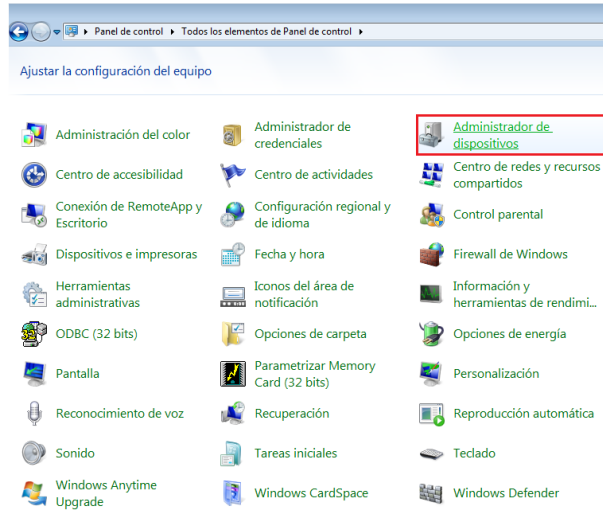 Panel de control ▸ Todos los elementos de Panel de control ▸
Ajustar la configuración del equipo
Administración del color
Administrador de
credenciales
Administrador de
dispositivos
Centro de accesibilidad
Centro de actividades
Centro de redes y recursos
compartidos
Conexión de RemoteApp y
Escritorio
Configuración regional y
de idioma
Control parental
Dispositivos e impresoras
Fecha y hora
Firewall de Windows
Herramientas
administrativas
Iconos del área de
notificación
Información y
herramientas de rendimi...
ODBC (32 bits)
Opciones de carpeta
Opciones de energía
Pantalla
Parametrizar Memory
Card (32 bits)
Personalización
Reconocimiento de voz
Recuperación
Reproducción automática
Sonido
Tareas iniciales
Teclado
Windows Anytime
Upgrade
Windows CardSpace
Windows Defender